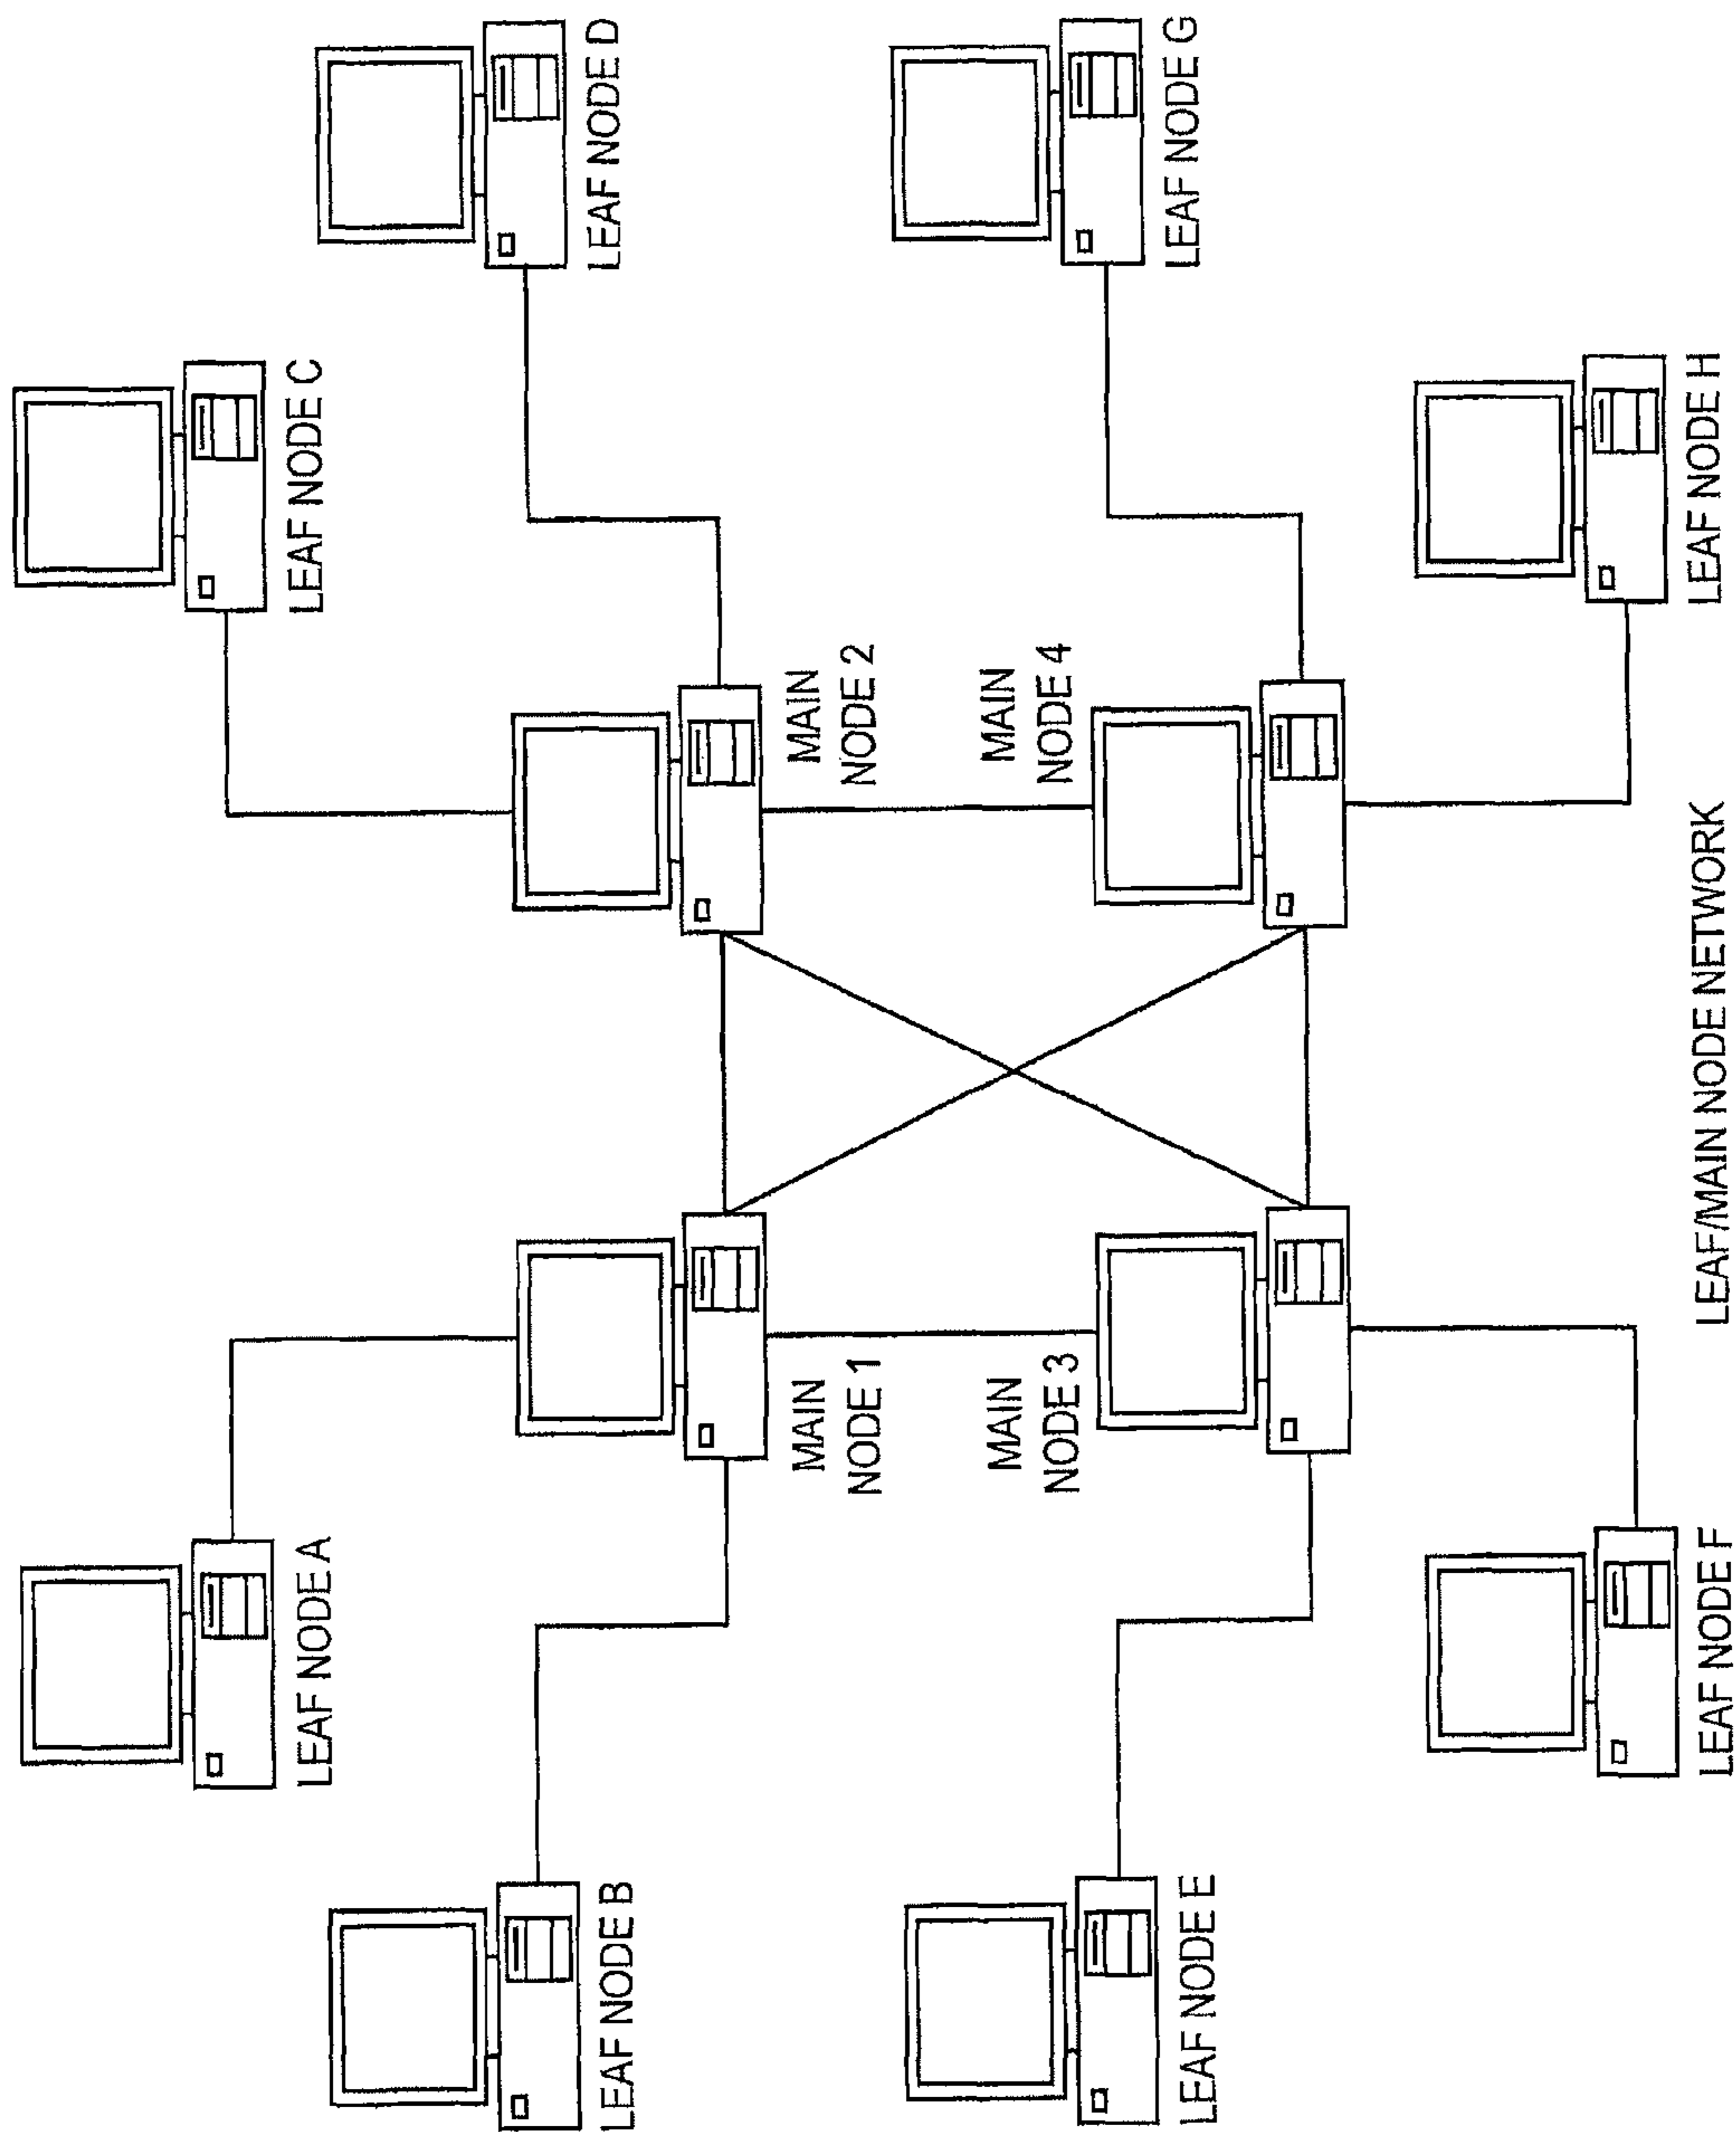 LEAF NODE A
LEAF NODE C
LEAF NODE B
LEAF NODE D
MAIN
NODE 1
MAIN
NODE 2
MAIN
NODE 3
MAIN
NODE 4
LEAF NODE E
LEAF NODE G
LEAF NODE F
LEAF NODE H
LEAF/MAIN NODE NETWORK